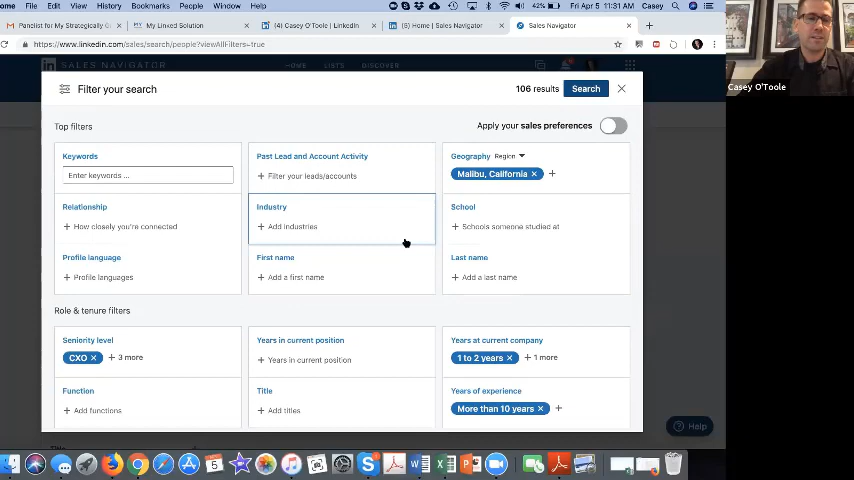 ome File Edit View History Bookmarks People Window Help
42% Fri Apr 5 11:31 AM Casey
Panelist for My Strategically O
My Linked Solution
(4) Casey O'Toole | LinkedIn
(5) Home | Sales Navigator
Sales Navigator
https://www.linkedin.com/sales/search/people?viewAllFilters=true
in SALES NAVIGATOR HOME LISTS DISCOVER
Casey O'Toole
Filter your search
106 results
Search
Top filters
Apply your sales preferences
Keywords
Enter keywords ...
Past Lead and Account Activity
+ Filter your leads/accounts
Geography Region
Malibu, California × +
Relationship
+ How closely you're connected
Industry
+ Add industries
School
+ Schools someone studied at
Profile language
+ Profile languages
First name
+ Add a first name
Last name
+ Add a last name
Role & tenure filters
Seniority level
CXO × + 3 more
Years in current position
+ Years in current position
Years at current company
1 to 2 years × + 1 more
Function
+ Add functions
Title
+ Add titles
Years of experience
More than 10 years × +
Help
5